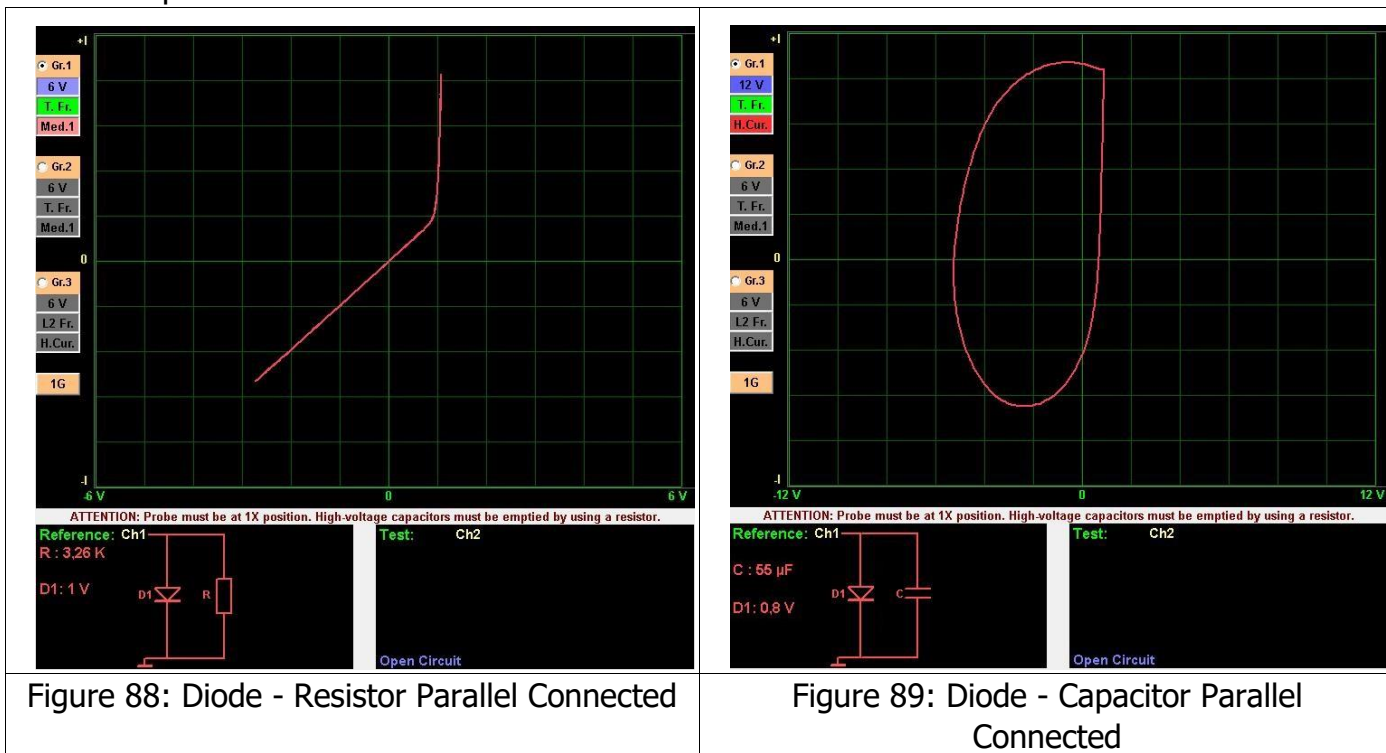 +I
Gr.1
6 V
T. Fr.
Med.1
Gr.2
6 V
T. Fr.
Med.1
0
Gr.3
6 V
L2 Fr.
H.Cur.
1G
-I
-6 V
0
6 V
ATTENTION: Probe must be at 1X position. High-voltage capacitors must be emptied by using a resistor.
Reference: Ch1
R : 3,26 K
D1: 1 V
D1
R
Test: Ch2
Open Circuit
Figure 88: Diode - Resistor Parallel Connected
+I
Gr.1
12 V
T. Fr.
H.Cur.
Gr.2
6 V
T. Fr.
Med.1
0
Gr.3
6 V
L2 Fr.
H.Cur.
1G
-I
-12 V
0
12 V
ATTENTION: Probe must be at 1X position. High-voltage capacitors must be emptied by using a resistor.
Reference: Ch1
C : 55 µF
D1: 0,8 V
D1
C
Test: Ch2
Open Circuit
Figure 89: Diode - Capacitor Parallel
Connected